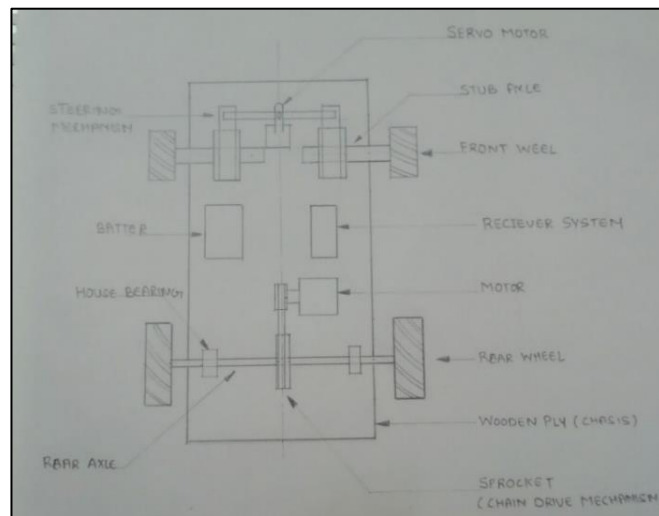 SERVO MOTOR
STEERING
MECHANISM
STUB AXLE
FRONT WEEL
BATTER
RECIEVER SYSTEM
HOUSE BEARING
MOTOR
REAR WHEEL
WOODEN PLY (CHASIS)
REAR AXLE
SPROCKET
(CHAIN DRIVE MECHANISM